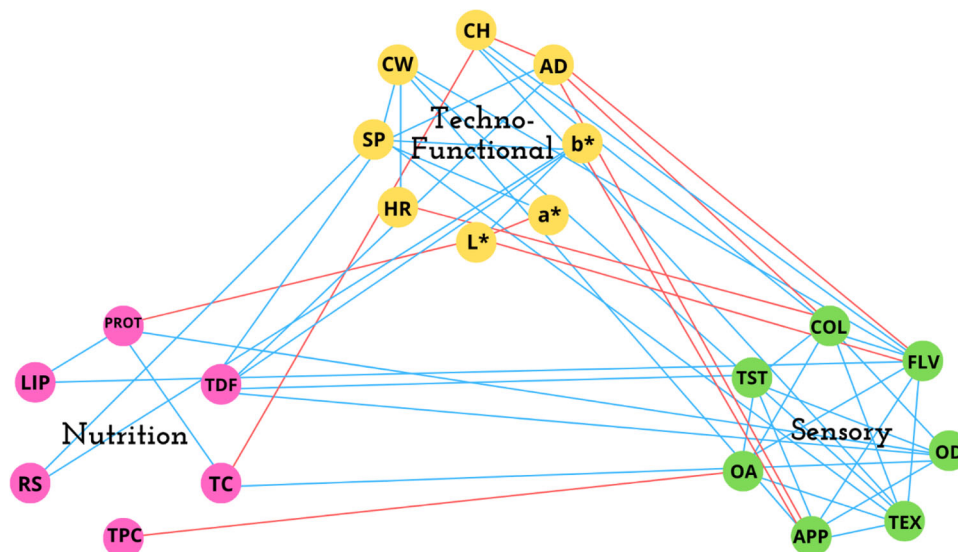 CH
CW
AD
Techno-
Functional
SP
b*
HR
a*
L*
PROT
COL
FLV
LIP
TDF
TST
Nutrition
Sensory
OD
RS
TC
OA
TEX
TPC
APP